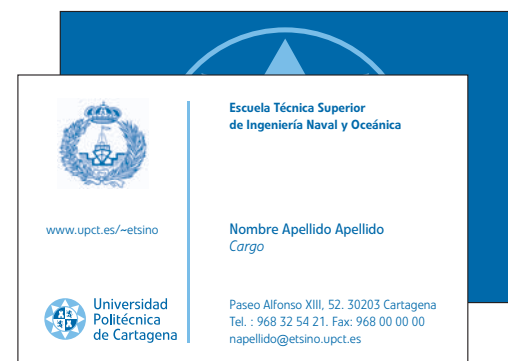 Escuela Técnica Superior
de Ingeniería Naval y Oceánica
www.upct.es/~etsino
Nombre Apellido Apellido
Cargo
Universidad
Politécnica
de Cartagena
Paseo Alfonso XIII, 52. 30203 Cartagena
Tel. : 968 32 54 21. Fax: 968 00 00 00
napellido@etsino.upct.es